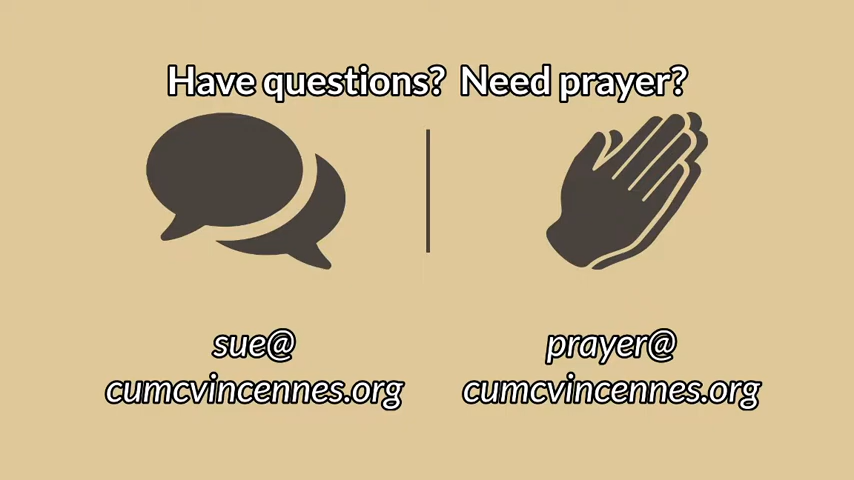 Have questions? Need prayer?
sue@
cumcvincennes.org
prayer@
cumcvincennes.org